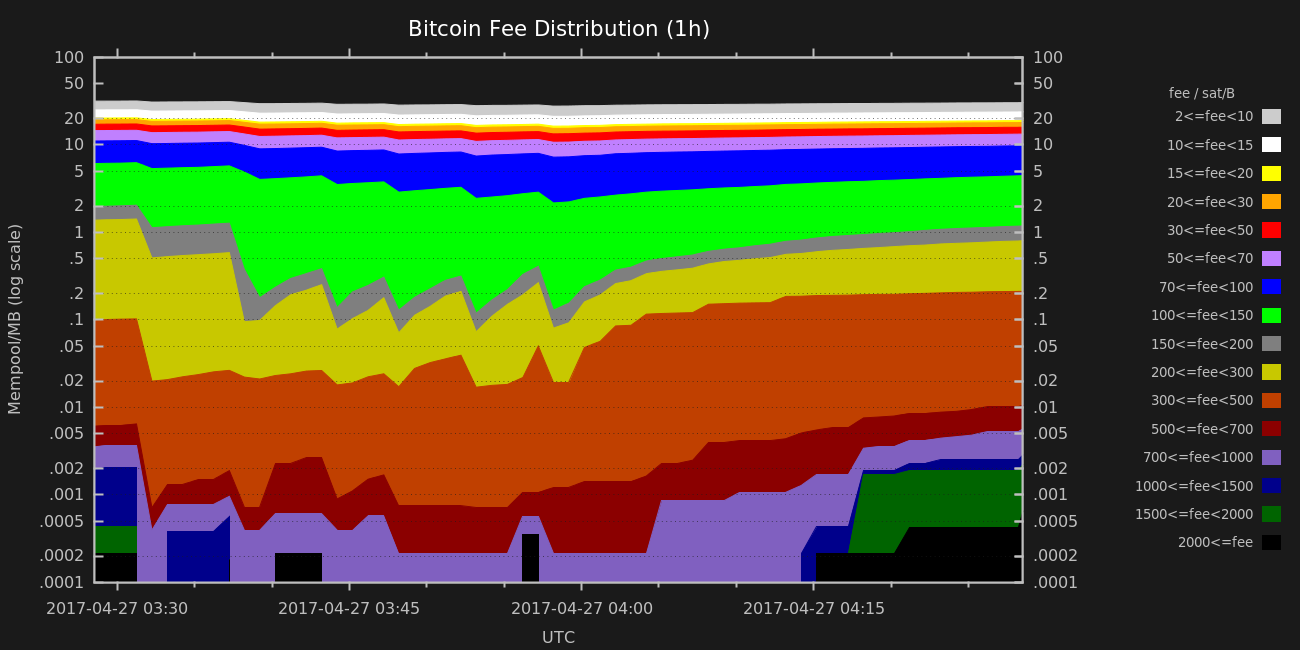 Bitcoin Fee Distribution (1h)
Mempool/MB (log scale)
100
50
20
10
5
2
1
.5
.2
.1
.05
.02
.01
.005
.002
.001
.0005
.0002
.0001
100
50
20
10
5
2
1
.5
.2
.1
.05
.02
.01
.005
.002
.001
.0005
.0002
.0001
2017-04-27 03:30
2017-04-27 03:45
2017-04-27 04:00
2017-04-27 04:15
UTC
fee / sat/B
2<=fee<10
10<=fee<15
15<=fee<20
20<=fee<30
30<=fee<50
50<=fee<70
70<=fee<100
100<=fee<150
150<=fee<200
200<=fee<300
300<=fee<500
500<=fee<700
700<=fee<1000
1000<=fee<1500
1500<=fee<2000
2000<=fee